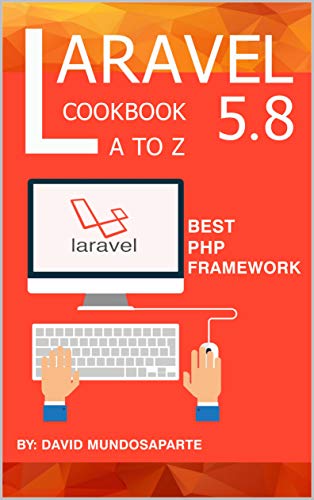 LARAVEL
COOKBOOK 5.8
A TO Z
laravel
BEST
PHP
FRAMEWORK
BY: DAVID MUNDOSAPARTE